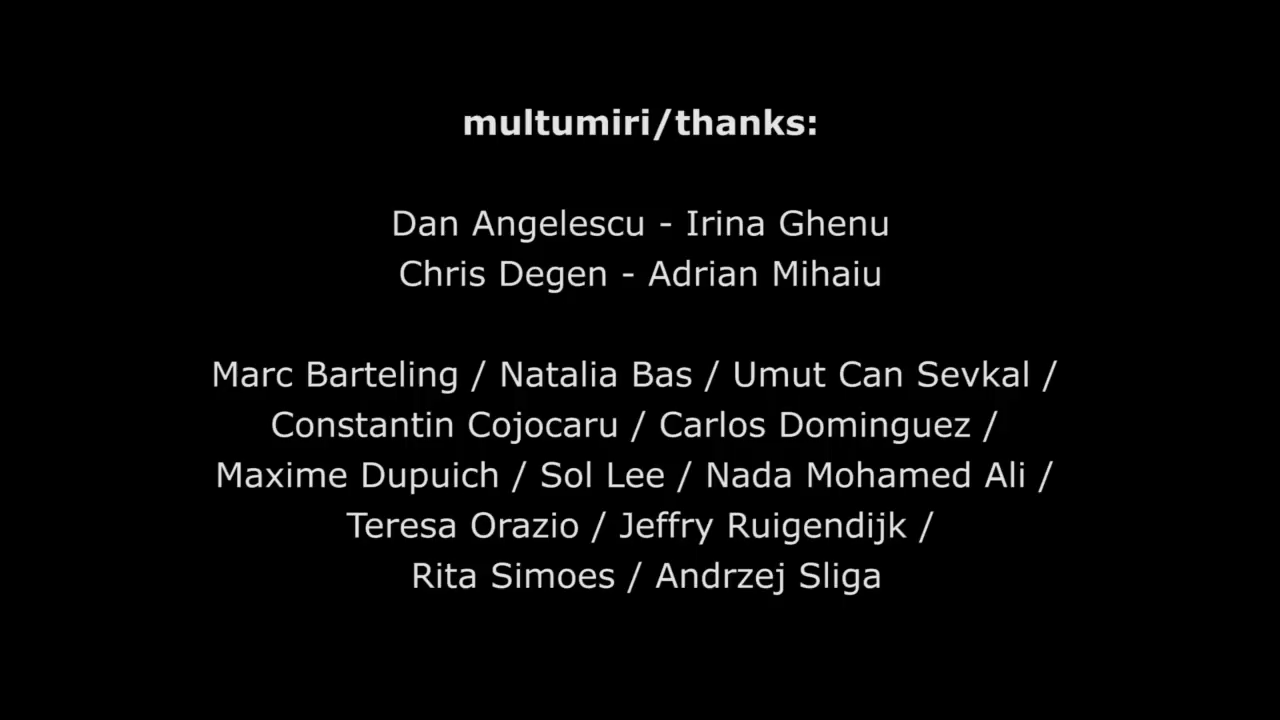 multumiri/thanks:
Dan Angelescu - Irina Ghenu
Chris Degen - Adrian Mihaiu
Marc Barteling / Natalia Bas / Umut Can Sevkal /
Constantin Cojocaru / Carlos Dominguez /
Maxime Dupuich / Sol Lee / Nada Mohamed Ali /
Teresa Orazio / Jeffry Ruigendijk /
Rita Simoes / Andrzej Sliga